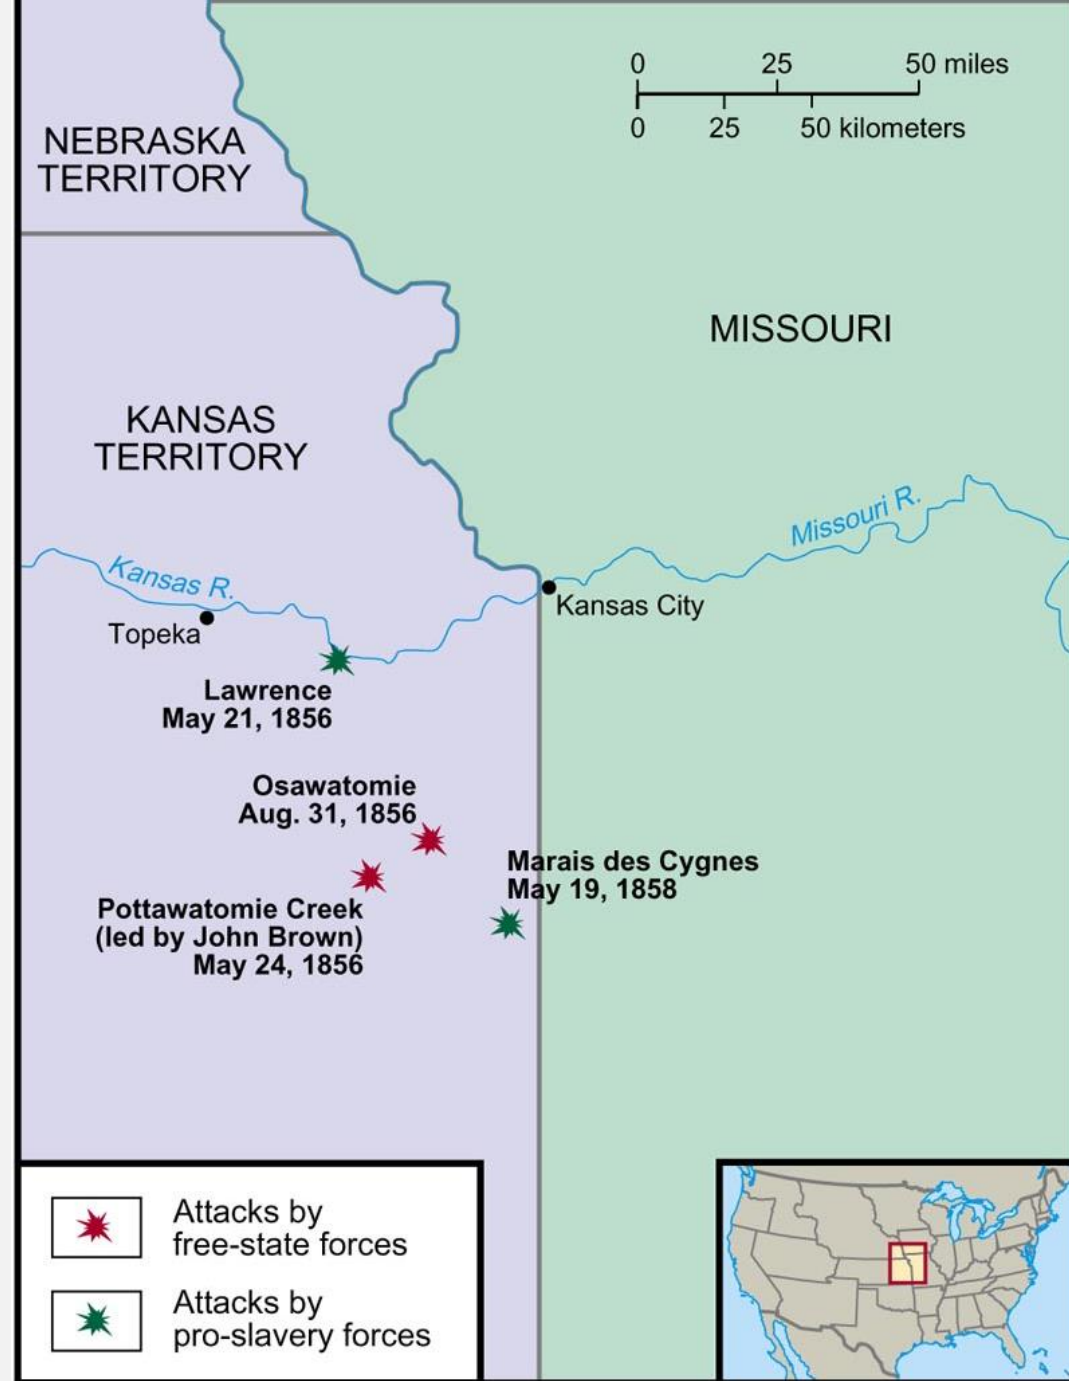 0 25 50 miles
0 25 50 kilometers
NEBRASKA
TERRITORY
MISSOURI
KANSAS
TERRITORY
Missouri R.
Kansas R.
Kansas City
Topeka
Lawrence
May 21, 1856
Osawatomie
Aug. 31, 1856
Marais des Cygnes
May 19, 1858
Pottawatomie Creek
(led by John Brown)
May 24, 1856
Attacks by
free-state forces
Attacks by
pro-slavery forces